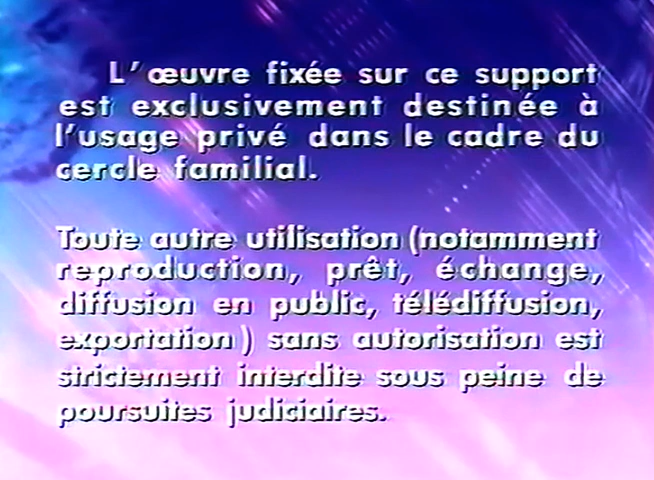 L'œuvre fixée sur ce support
est exclusivement destinée à
l'usage privé dans le cadre du
cercle familial.
Toute autre utilisation (notamment
reproduction, prêt, échange,
diffusion en public, télédiffusion,
exportation) sans autorisation est
strictement interdite sous peine de
poursuites judiciaires.